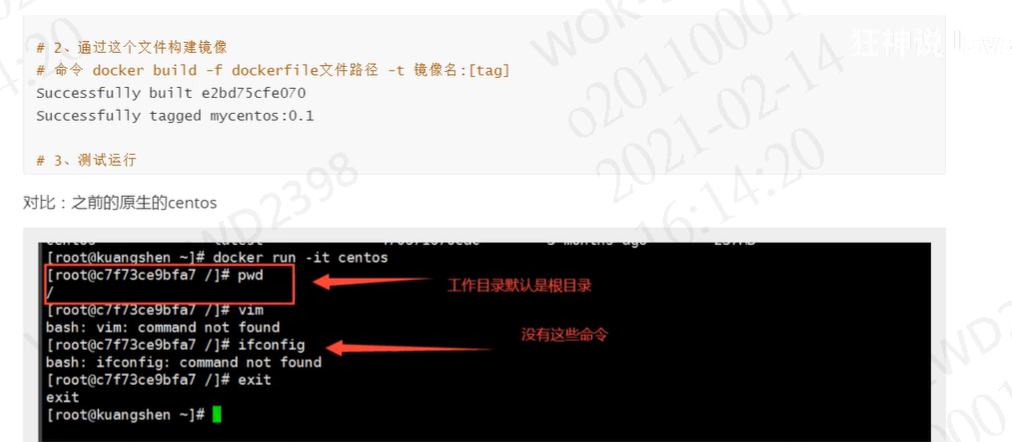 # 2、通过这个文件构建镜像
# 命令 docker build -f dockerfile文件路径 -t 镜像名:[tag]
Successfully built e2bd75cfe070
Successfully tagged mycentos:0.1
# 3、测试运行
狂神说
对比：之前的原生的centos
[root@kuangshen ~]# docker run -it centos
[root@c7f73ce9bfa7 /]# pwd
/
工作目录默认是根目录
[root@c7f73ce9bfa7 /]# vim
bash: vim: command not found
没有这些命令
[root@c7f73ce9bfa7 /]# ifconfig
bash: ifconfig: command not found
[root@c7f73ce9bfa7 /]# exit
exit
[root@kuangshen ~]#
WD2398
o20110001
2021-02-14
16:14:20